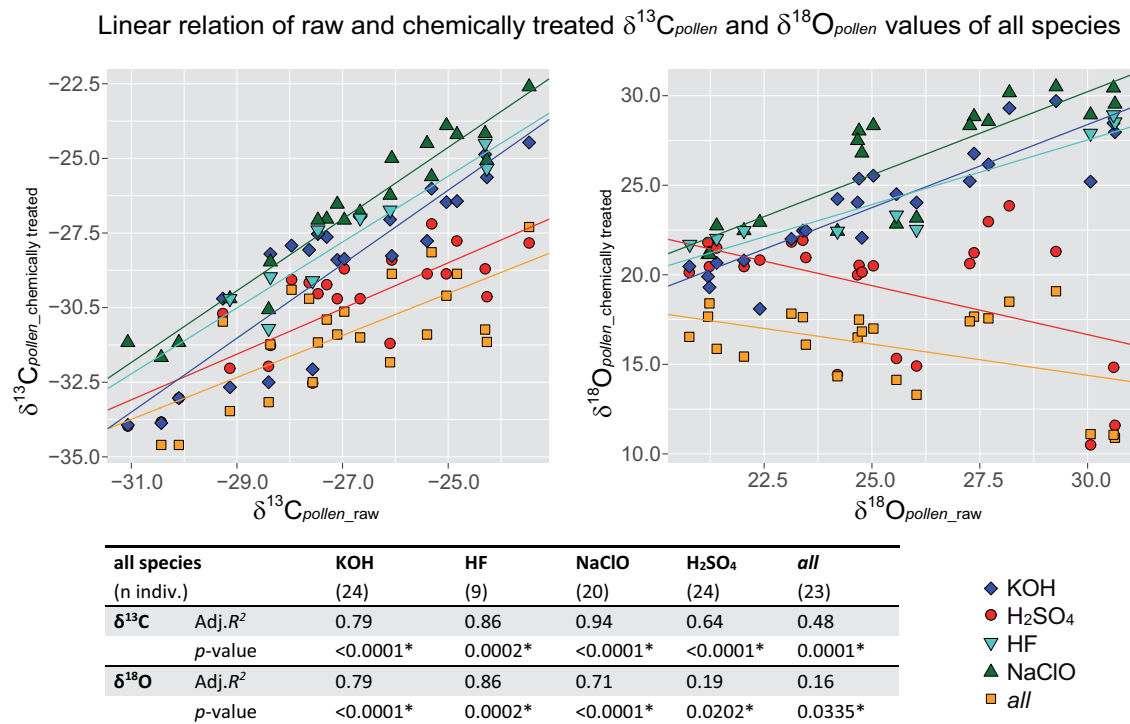 Linear relation of raw and chemically treated δ¹³Cpollen and δ¹⁸Opollen values of all species
δ¹³Cpollen_chemically treated
−22.5
−25.0
−27.5
−30.0
−32.5
−35.0
−31.0 −29.0 −27.0 −25.0
δ¹³Cpollen_raw
δ¹⁸Opollen_chemically treated
30.0
25.0
20.0
15.0
10.0
22.5 25.0 27.5 30.0
δ¹⁸Opollen_raw
all species KOH HF NaClO H₂SO₄ all
(n indiv.) (24) (9) (20) (24) (23)
δ¹³C Adj.R² 0.79 0.86 0.94 0.64 0.48
p-value <0.0001* 0.0002* <0.0001* <0.0001* 0.0001*
δ¹⁸O Adj.R² 0.79 0.86 0.71 0.19 0.16
p-value <0.0001* 0.0002* <0.0001* 0.0202* 0.0335*
KOH
H₂SO₄
HF
NaClO
all